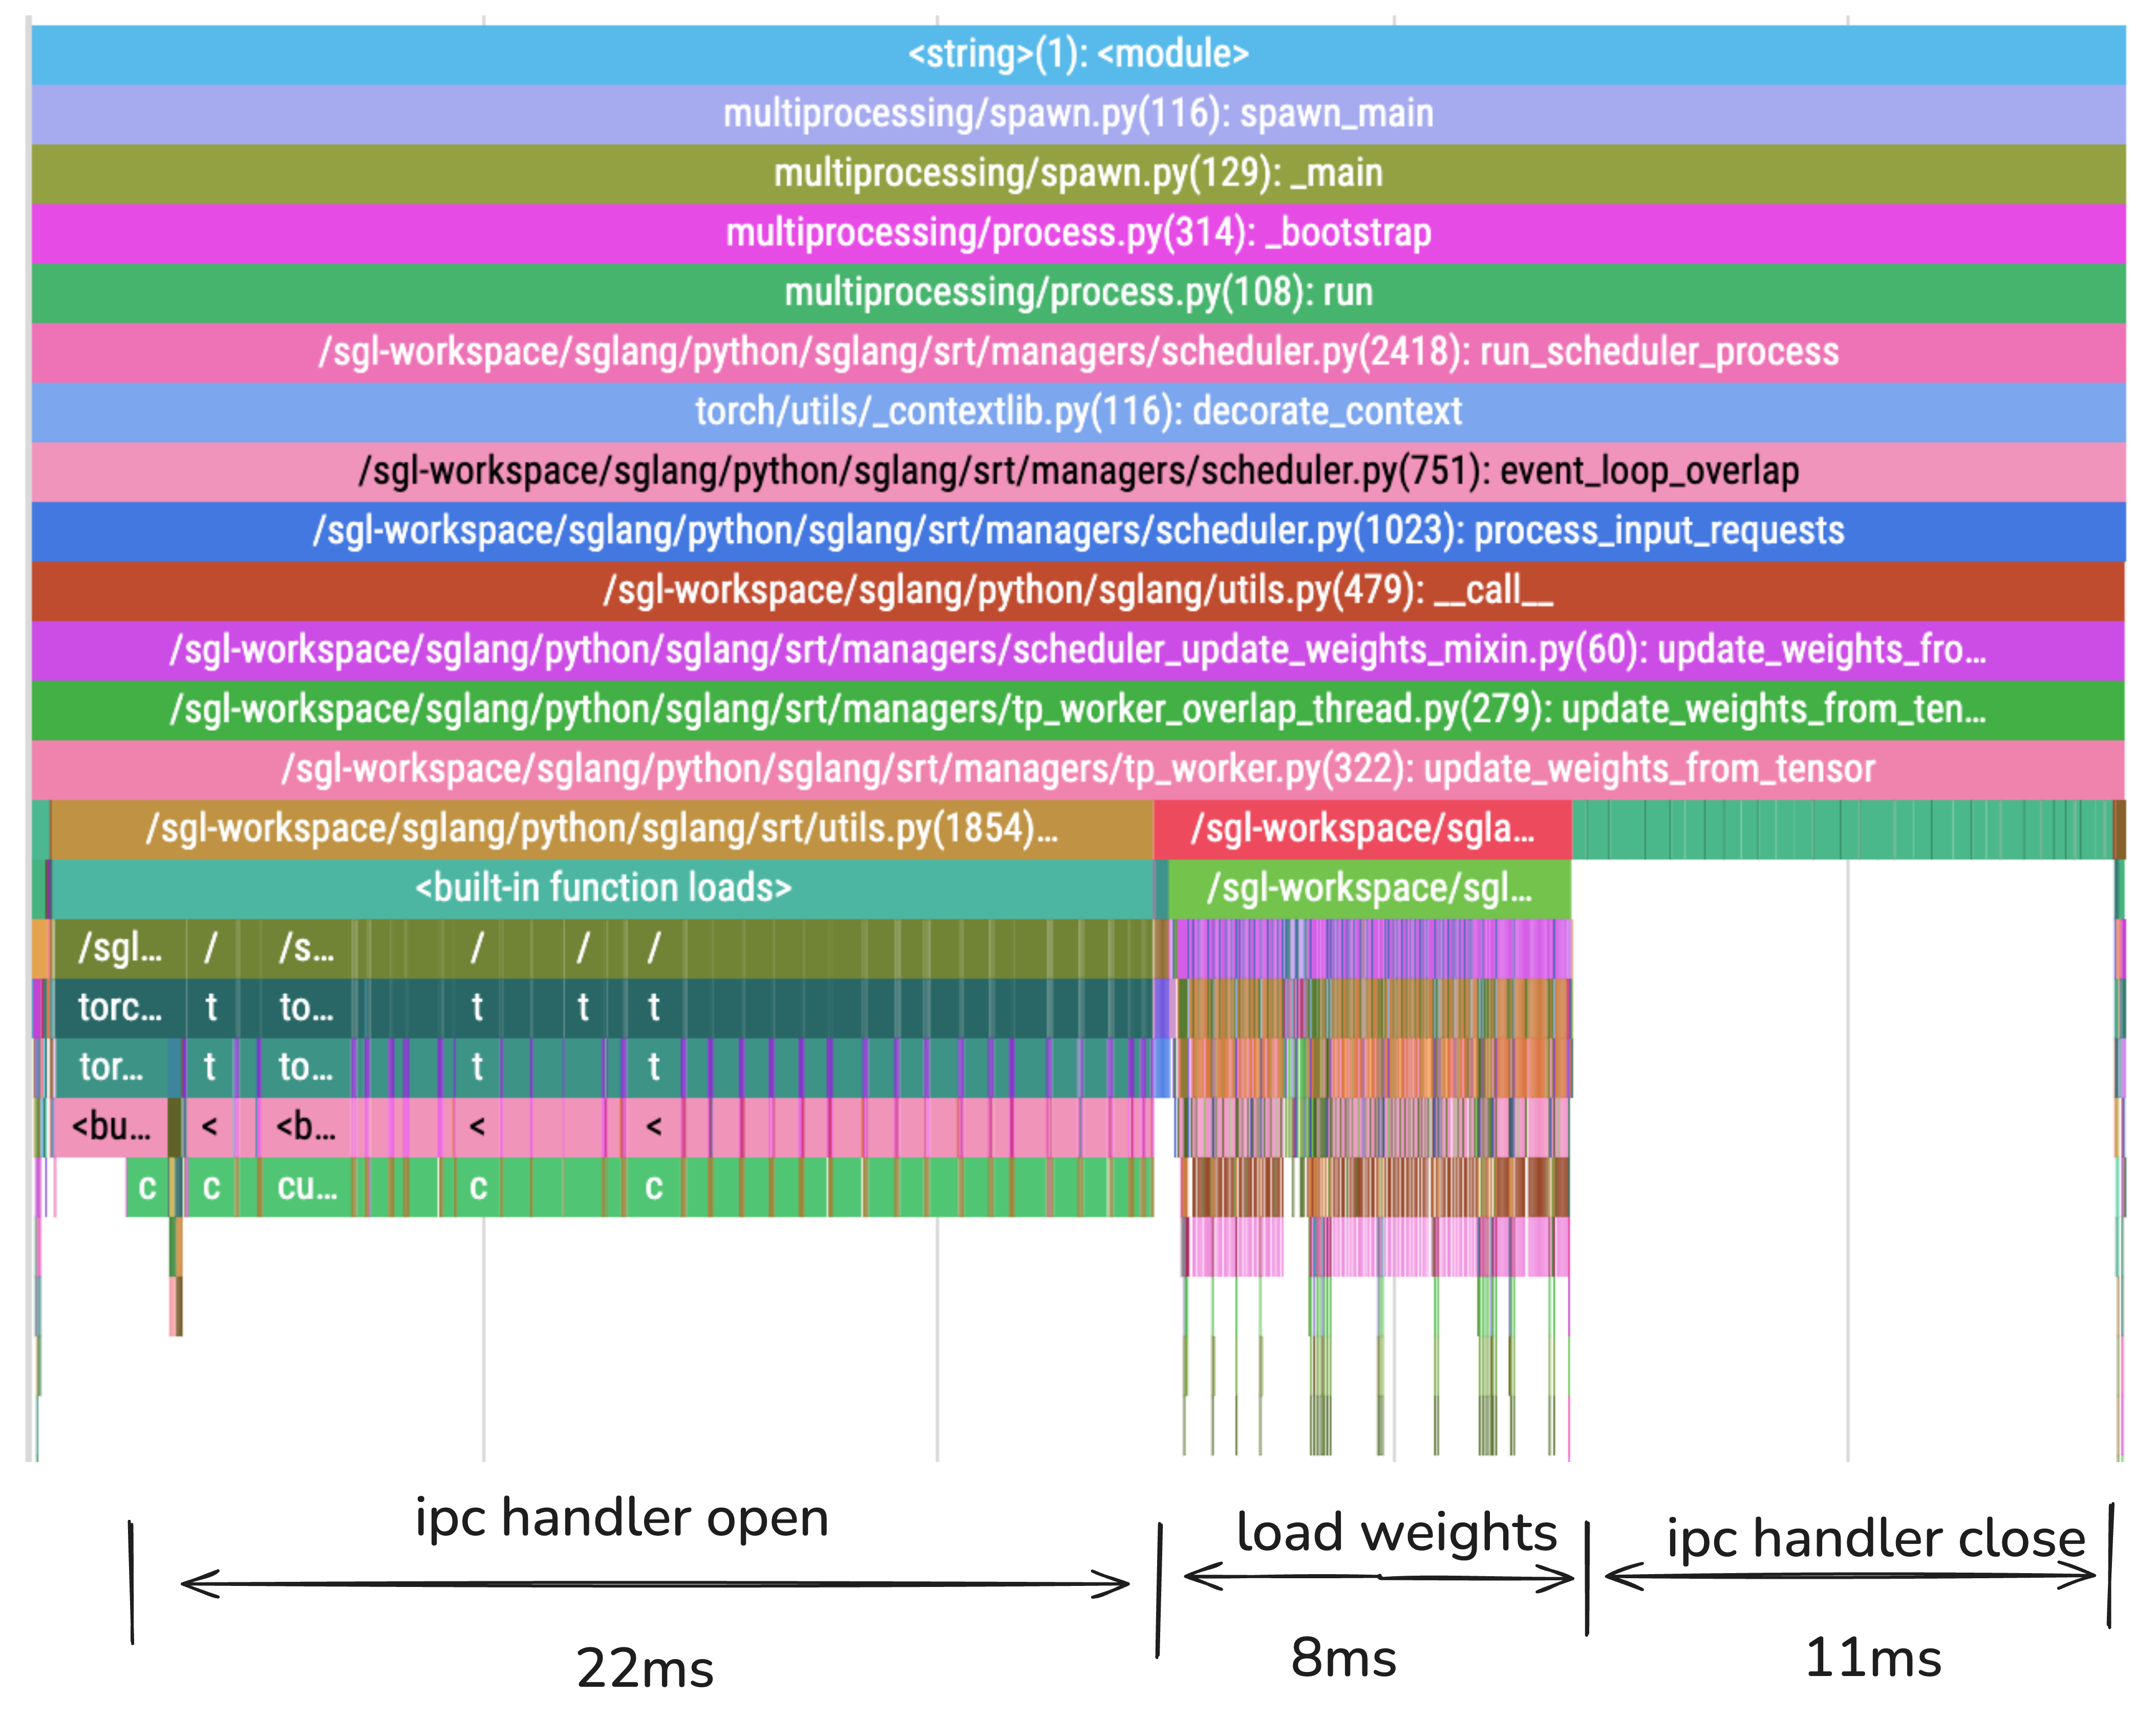 <string>(1): <module>
multiprocessing/spawn.py(116): spawn_main
multiprocessing/spawn.py(129): _main
multiprocessing/process.py(314): _bootstrap
multiprocessing/process.py(108): run
/sgl-workspace/sglang/python/sglang/srt/managers/scheduler.py(2418): run_scheduler_process
torch/utils/_contextlib.py(116): decorate_context
/sgl-workspace/sglang/python/sglang/srt/managers/scheduler.py(751): event_loop_overlap
/sgl-workspace/sglang/python/sglang/srt/managers/scheduler.py(1023): process_input_requests
/sgl-workspace/sglang/python/sglang/utils.py(479): __call__
/sgl-workspace/sglang/python/sglang/srt/managers/scheduler_update_weights_mixin.py(60): update_weights_fro...
/sgl-workspace/sglang/python/sglang/srt/managers/tp_worker_overlap_thread.py(279): update_weights_from_ten...
/sgl-workspace/sglang/python/sglang/srt/managers/tp_worker.py(322): update_weights_from_tensor
/sgl-workspace/sglang/python/sglang/srt/utils.py(1854)... /sgl-workspace/sgla...
<built-in function loads> /sgl-workspace/sgl...
/sgl... / /s... / / /
torc... t to... t t t
tor... t to... t t
<bu... < <b... < <
c c cu... c c
ipc handler open load weights ipc handler close
22ms 8ms 11ms